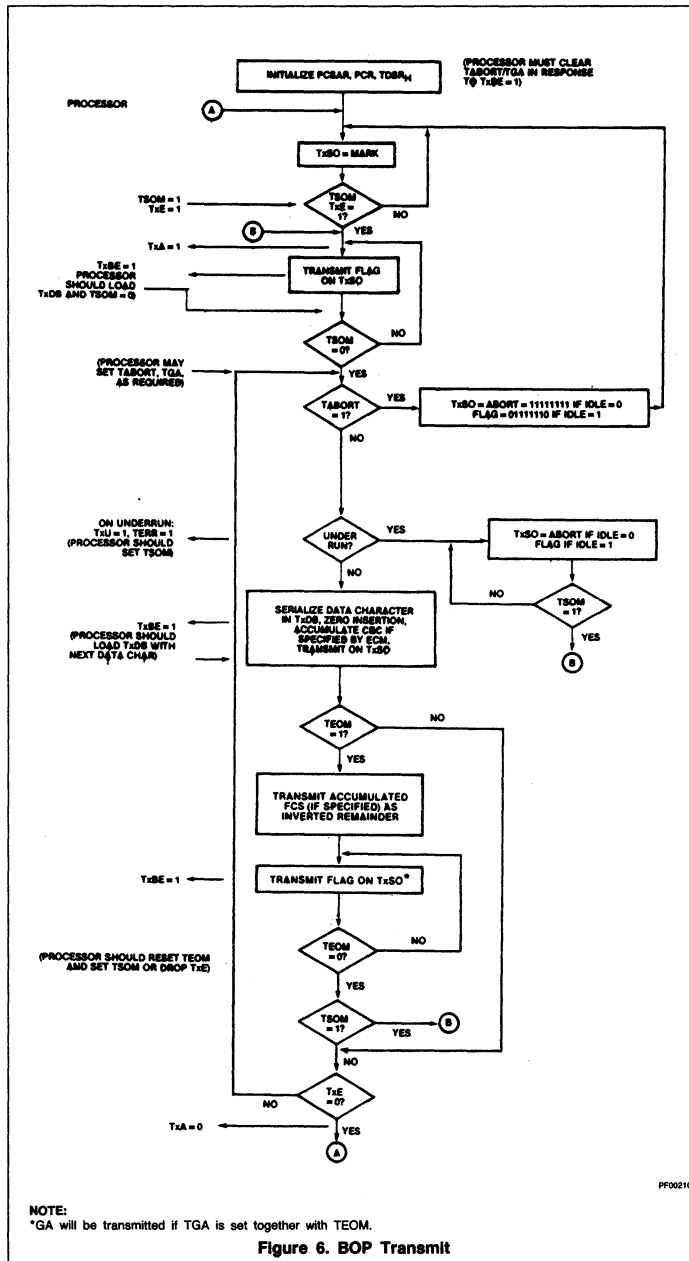 INITIALIZE PCSAR, PCR, TDSRH
(PROCESSOR MUST CLEAR
TABORT/TGA IN RESPONSE
TO TxBE = 1)
PROCESSOR
A
TxSO = MARK
TSOM = 1
TxE = 1
TSOM
TxE =
1?
NO
YES
B
TxA = 1
TRANSMIT FLAG
ON TxSO
TxBE = 1
PROCESSOR
SHOULD LOAD
TxDB AND TSOM = 0)
TSOM
= 0?
NO
YES
(PROCESSOR MAY
SET TABORT, TGA,
AS REQUIRED)
TABORT
= 1?
YES
NO
TxSO = ABORT = 11111111 IF IDLE = 0
FLAG = 01111110 IF IDLE = 1
ON UNDERRUN:
TxU = 1, TERR = 1
(PROCESSOR SHOULD
SET TSOM)
UNDER
RUN?
YES
NO
TxSO = ABORT IF IDLE = 0
FLAG IF IDLE = 1
NO
TSOM
= 1?
YES
B
TxBE = 1
(PROCESSOR SHOULD
LOAD TxDB WITH
NEXT DATA CHAR)
SERIALIZE DATA CHARACTER
IN TxDB, ZERO INSERTION,
ACCUMULATE CRC IF
SPECIFIED BY ECM,
TRANSMIT ON TxSO
TEOM
= 1?
NO
YES
TRANSMIT ACCUMULATED
FCS (IF SPECIFIED) AS
INVERTED REMAINDER
TxBE = 1
TRANSMIT FLAG ON TxSO*
(PROCESSOR SHOULD RESET TEOM
AND SET TSOM OR DROP TxE)
TEOM
= 0?
NO
YES
TSOM
= 1?
YES
B
NO
TxE
= 0?
NO
YES
TxA = 0
A
PF00210
NOTE:
*GA will be transmitted if TGA is set together with TEOM.
Figure 6. BOP Transmit